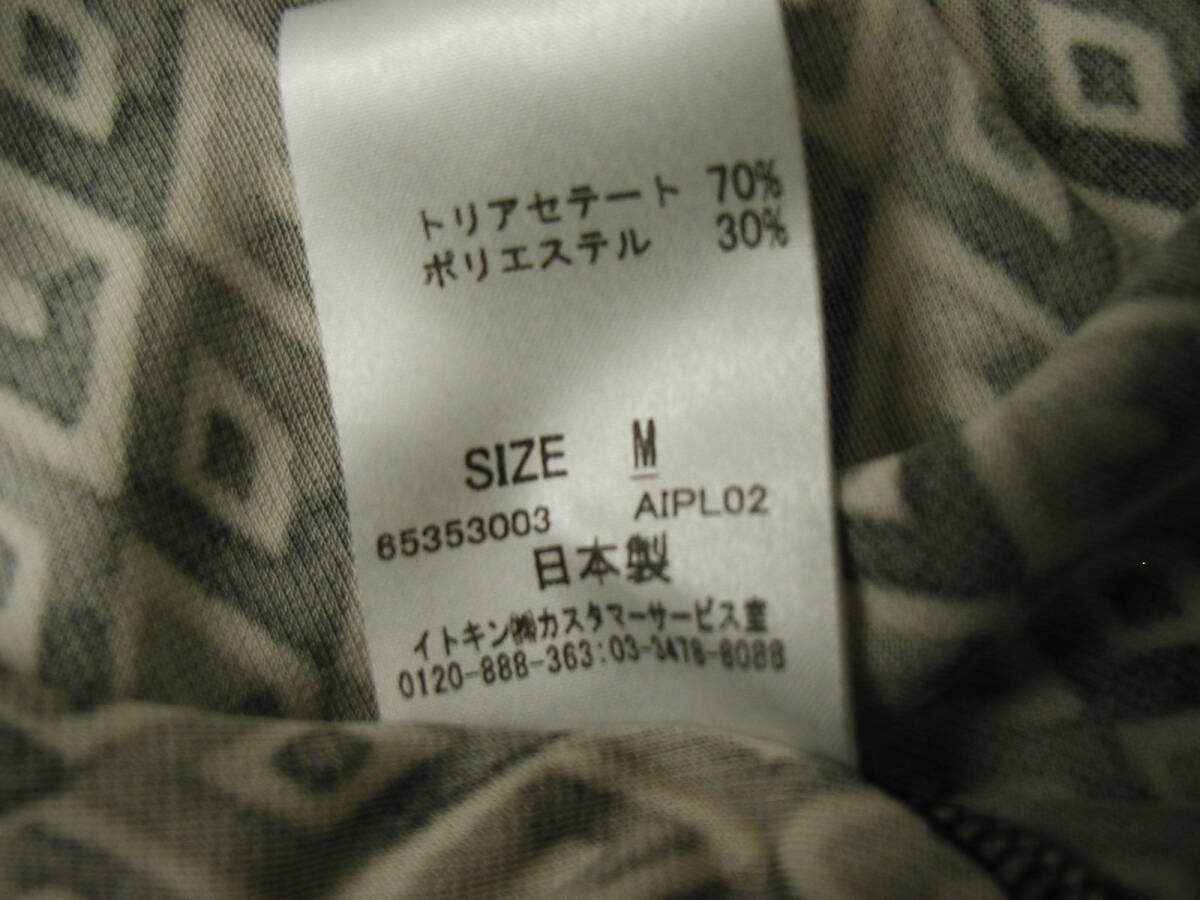 トリアセテート 70%
ポリエステル 30%
SIZE M
65353003 AIPL02
日本製
イトキン㈱カスタマーサービス室
0120-888-363:03-3478-8088